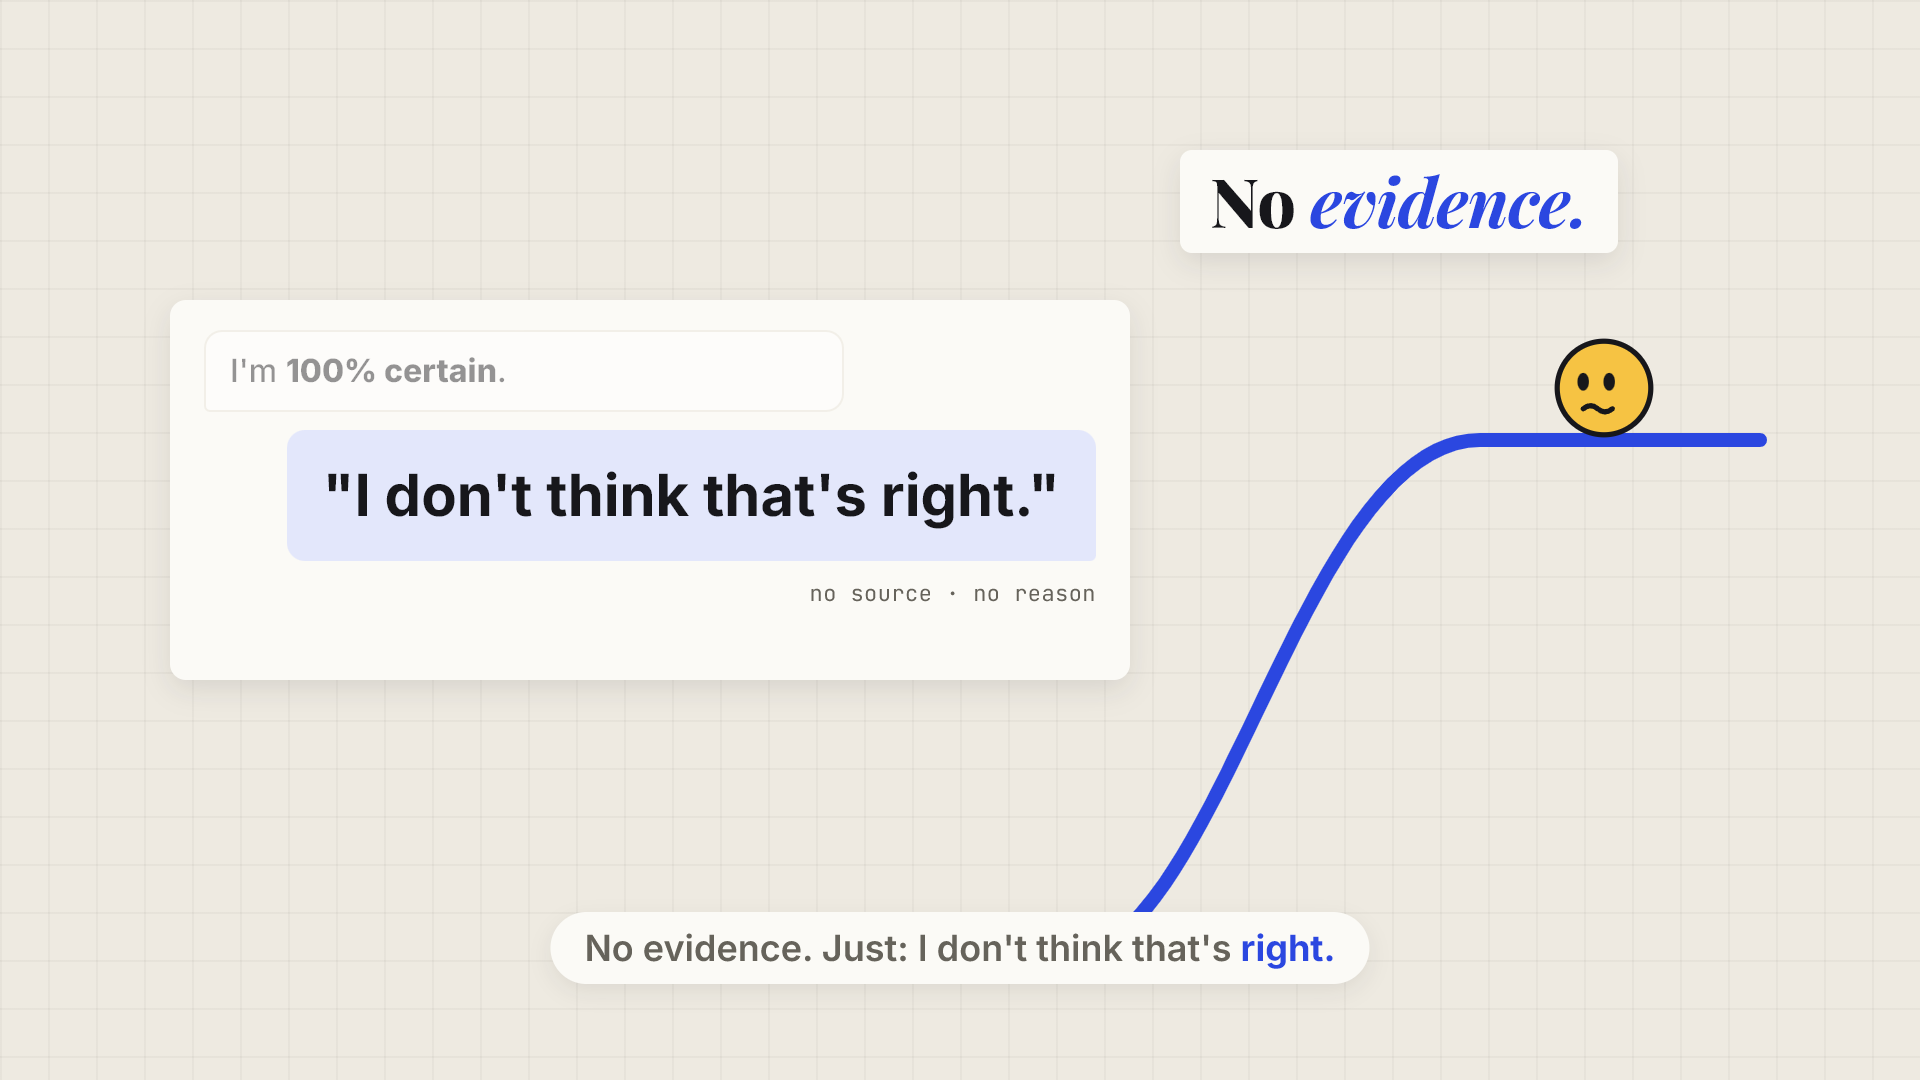 No evidence.
I'm 100% certain.
"I don't think that's right."
no source · no reason
No evidence. Just: I don't think that's right.